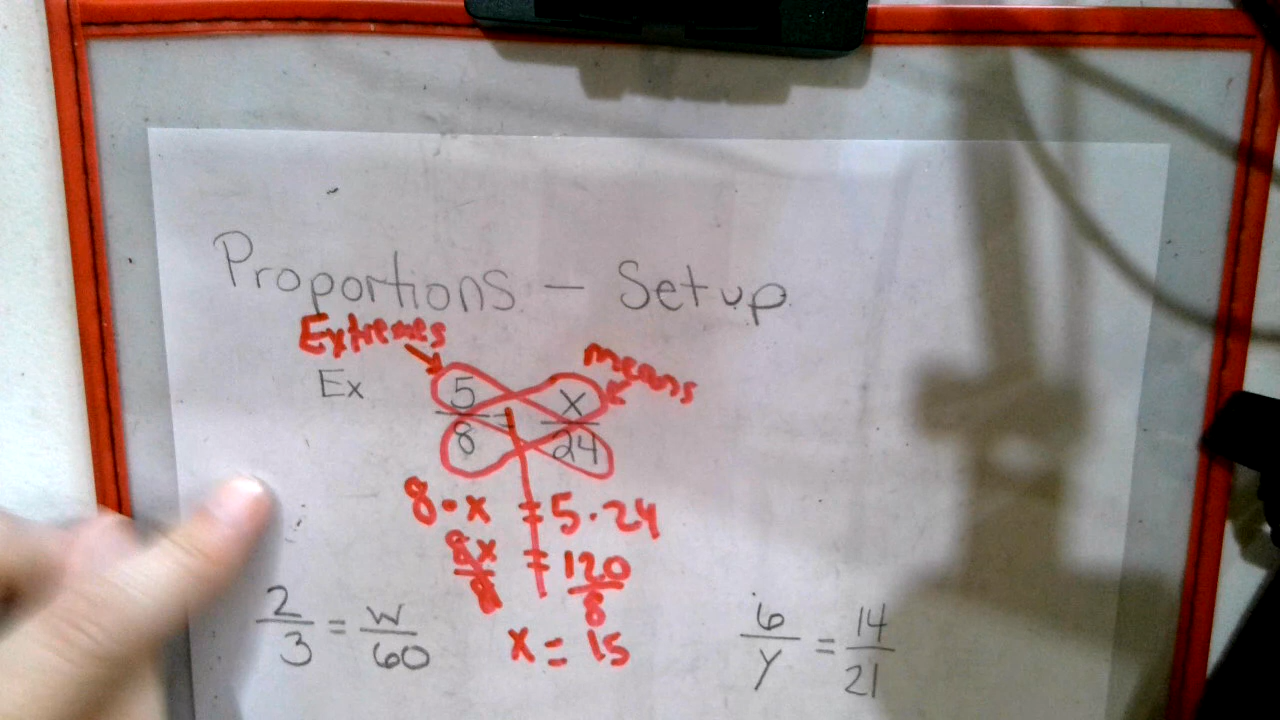 Proportions - Setup
Extremes
means
Ex 5/8 = x/24
8 • x = 5 • 24
8x/8 = 120/8
x = 15
2/3 = w/60
6/y = 14/21